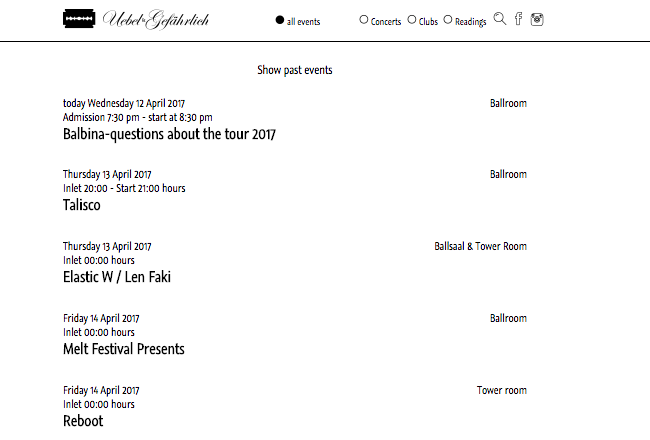 Uebel&Gefährlich
all events
Concerts
Clubs
Readings
Show past events
today Wednesday 12 April 2017
Ballroom
Admission 7:30 pm - start at 8:30 pm
Balbina-questions about the tour 2017
Thursday 13 April 2017
Ballroom
Inlet 20:00 - Start 21:00 hours
Talisco
Thursday 13 April 2017
Ballsaal & Tower Room
Inlet 00:00 hours
Elastic W / Len Faki
Friday 14 April 2017
Ballroom
Inlet 00:00 hours
Melt Festival Presents
Friday 14 April 2017
Tower room
Inlet 00:00 hours
Reboot